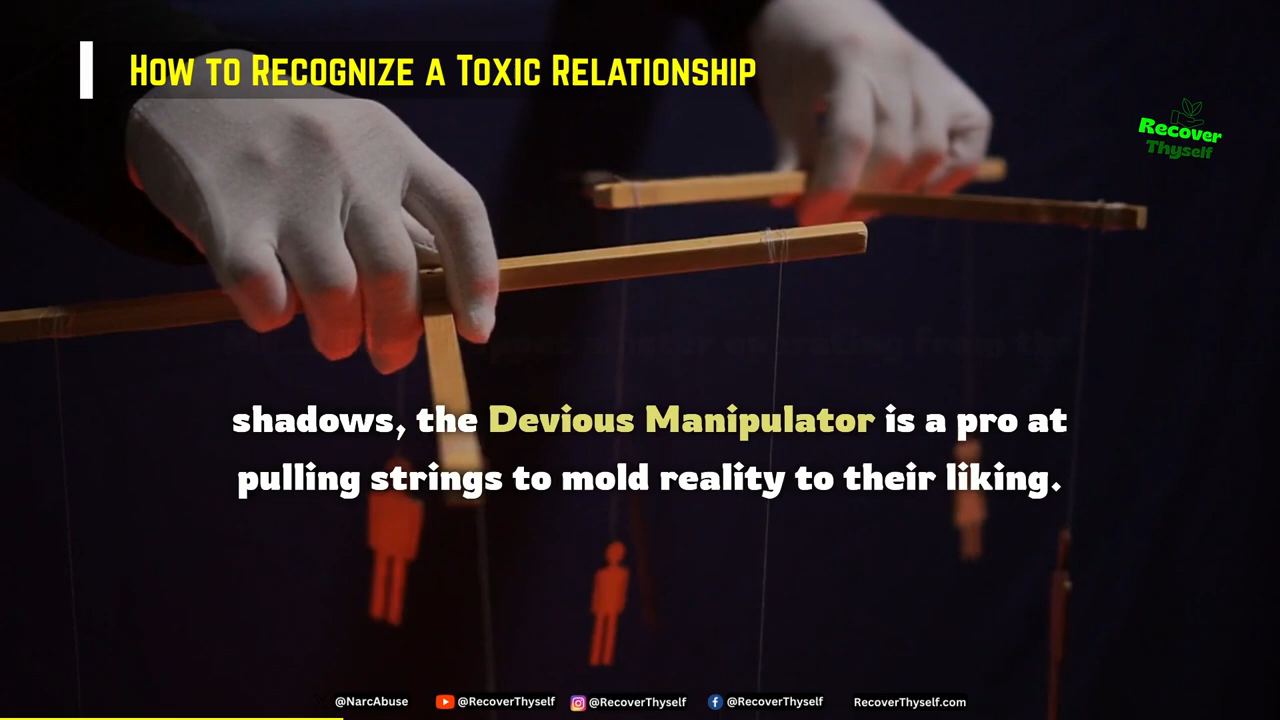 How to Recognize a Toxic Relationship
Recover
Thyself
shadows, the Devious Manipulator is a pro at
pulling strings to mold reality to their liking.
@NarcAbuse @RecoverThyself @RecoverThyself @RecoverThyself RecoverThyself.com